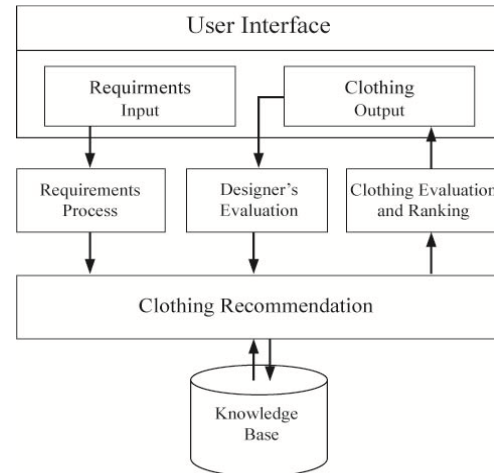 User Interface
Requirments
Input
Clothing
Output
Requirements
Process
Designer's
Evaluation
Clothing Evaluation
and Ranking
Clothing Recommendation
Knowledge
Base